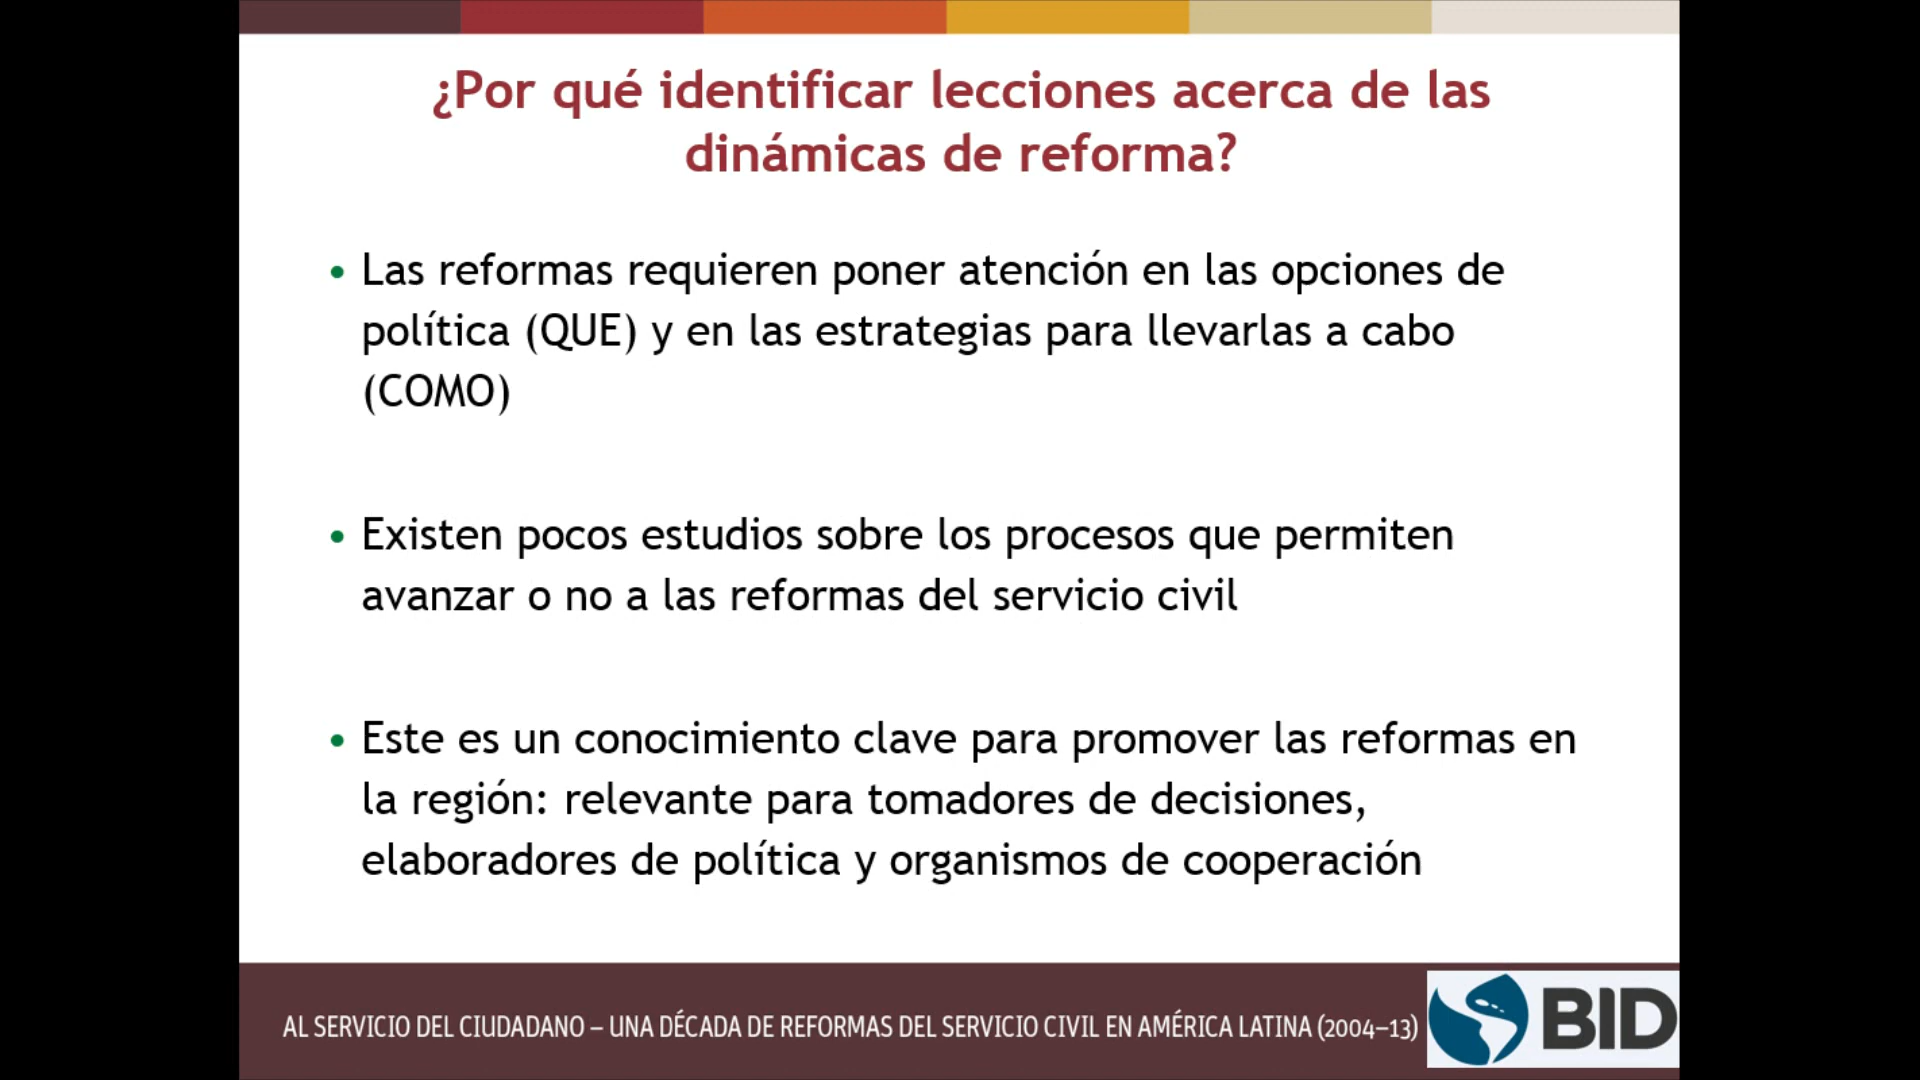 ¿Por qué identificar lecciones acerca de las
dinámicas de reforma?
• Las reformas requieren poner atención en las opciones de
política (QUE) y en las estrategias para llevarlas a cabo
(COMO)
• Existen pocos estudios sobre los procesos que permiten
avanzar o no a las reformas del servicio civil
• Este es un conocimiento clave para promover las reformas en
la región: relevante para tomadores de decisiones,
elaboradores de política y organismos de cooperación
AL SERVICIO DEL CIUDADANO – UNA DÉCADA DE REFORMAS DEL SERVICIO CIVIL EN AMÉRICA LATINA (2004–13)
BID